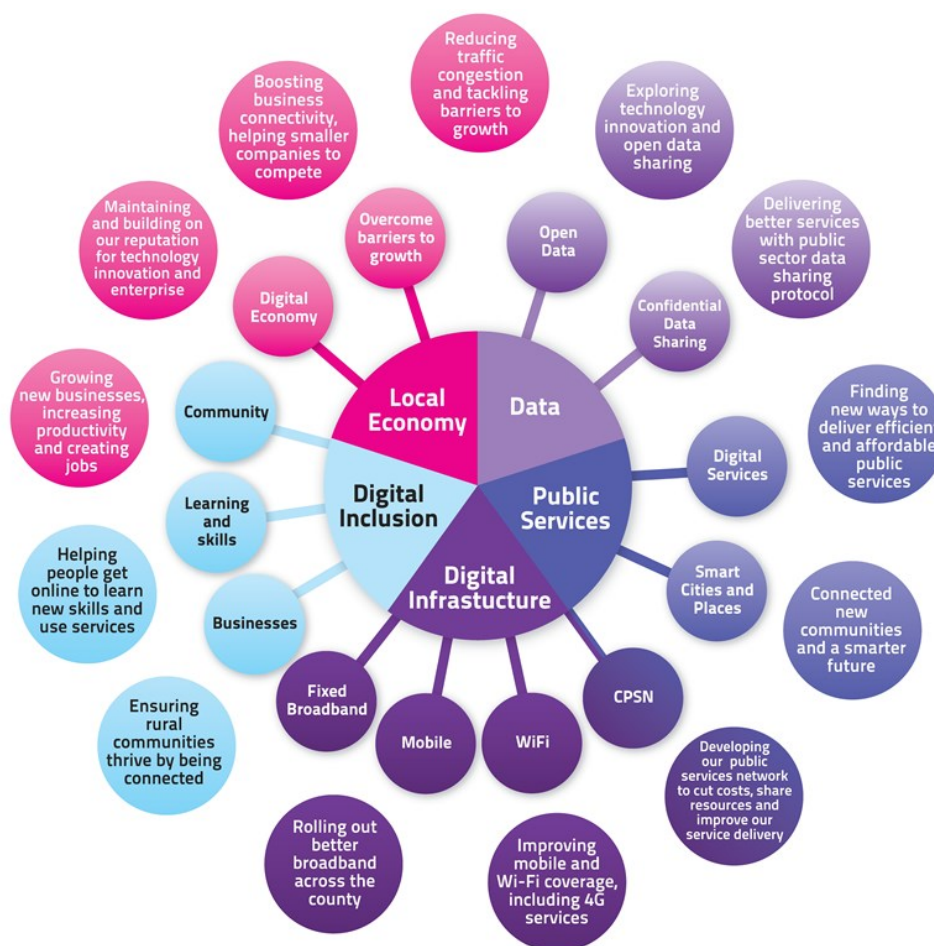 Reducing
traffic
congestion
and tackling
barriers to
growth
Boosting
business
connectivity,
helping smaller
companies to
compete
Exploring
technology
innovation and
open data
sharing
Maintaining
and building on
our reputation
for technology
innovation and
enterprise
Overcome
barriers to
growth
Open
Data
Delivering
better services
with public
sector data
sharing
protocol
Digital
Economy
Confidential
Data
Sharing
Growing
new businesses,
increasing
productivity
and creating
jobs
Community
Local
Economy
Data
Finding
new ways to
deliver efficient
and affordable
public
services
Learning
and
skills
Digital
Inclusion
Public
Services
Digital
Services
Helping
people get
online to learn
new skills and
use services
Businesses
Digital
Infrastucture
Smart
Cities and
Places
Connected
new
communities
and a smarter
future
Ensuring
rural
communities
thrive by being
connected
Fixed
Broadband
Mobile
WiFi
CPSN
Developing
our public
services network
to cut costs, share
resources and
improve our
service delivery
Rolling out
better
broadband
across the
county
Improving
mobile and
Wi-Fi coverage,
including 4G
services